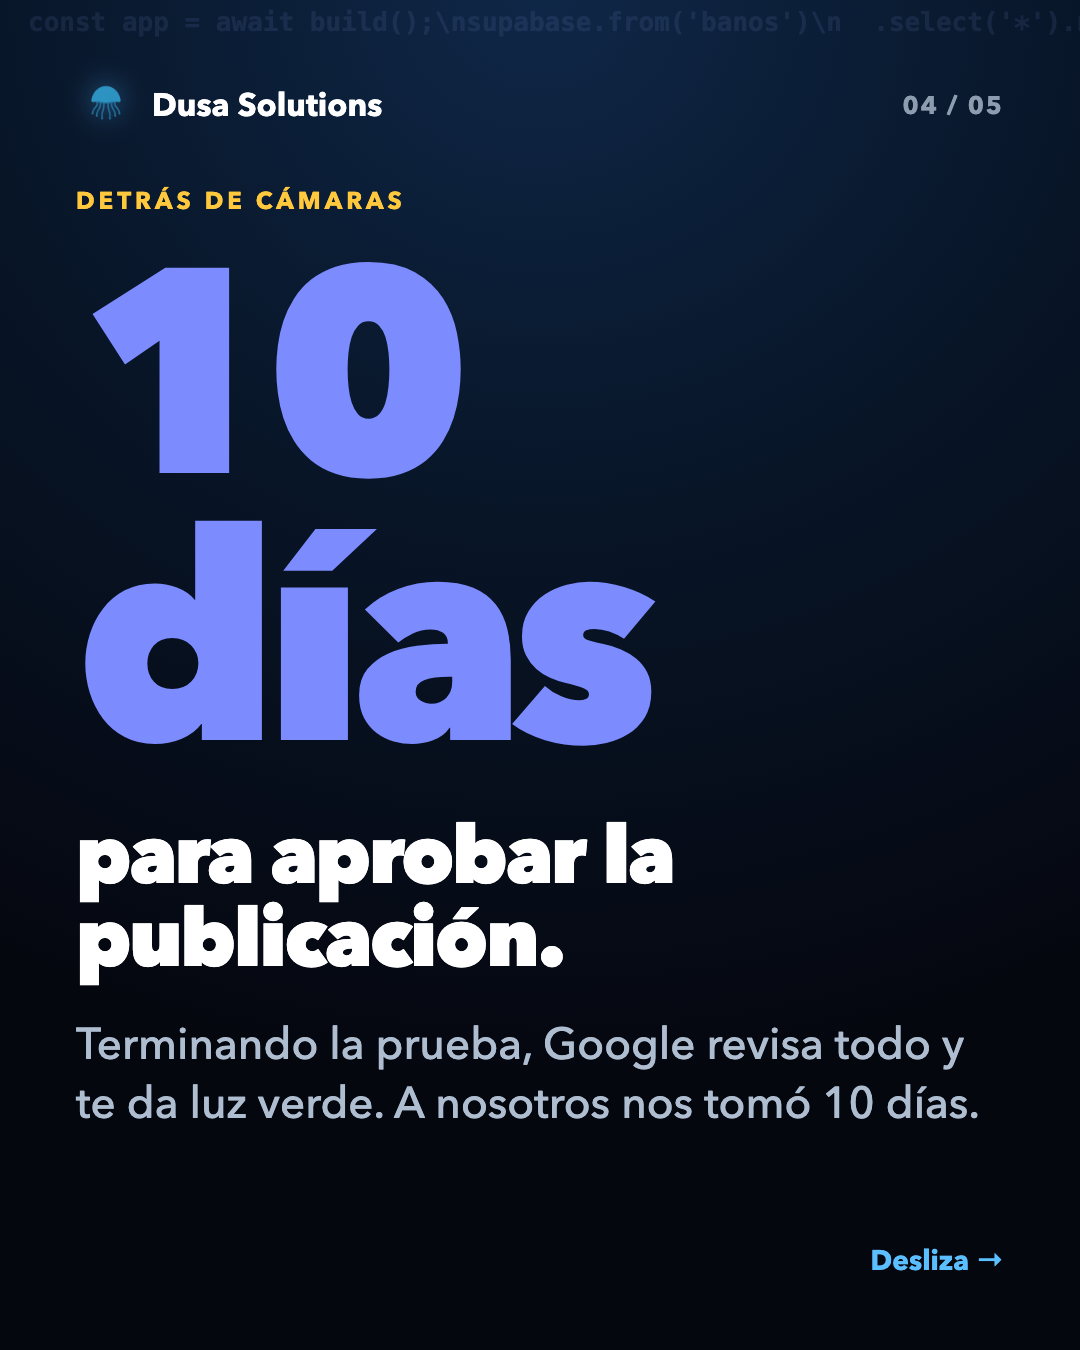 const app = await build();\nsupabase.from('banos')\n  .select('*').
Dusa Solutions
04 / 05
DETRÁS DE CÁMARAS
10
días
para aprobar la
publicación.
Terminando la prueba, Google revisa todo y
te da luz verde. A nosotros nos tomó 10 días.
Desliza →